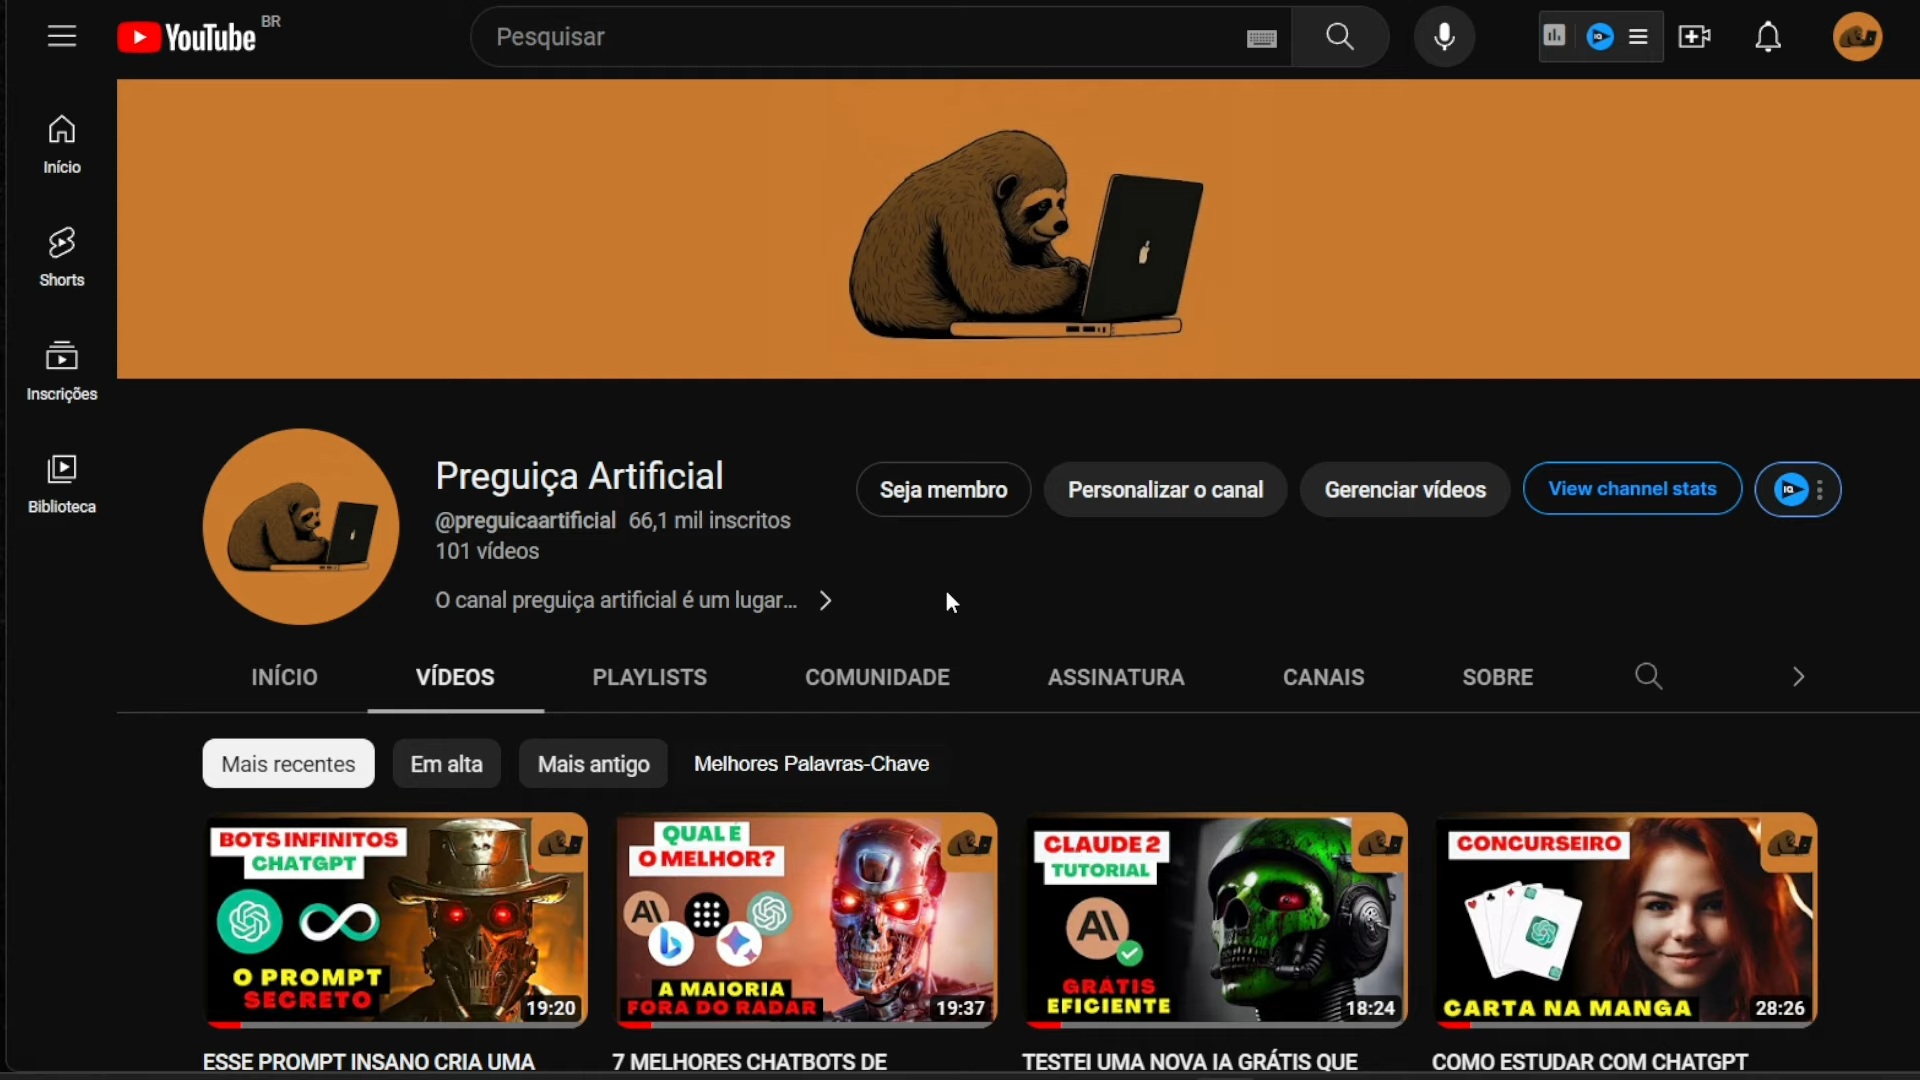 YouTube BR
Pesquisar
Início
Shorts
Inscrições
Biblioteca
Preguiça Artificial
@preguicaartificial 66,1 mil inscritos
101 vídeos
O canal preguiça artificial é um lugar...
Seja membro
Personalizar o canal
Gerenciar vídeos
View channel stats
INÍCIO
VÍDEOS
PLAYLISTS
COMUNIDADE
ASSINATURA
CANAIS
SOBRE
Mais recentes
Em alta
Mais antigo
Melhores Palavras-Chave
BOTS INFINITOS
CHATGPT
O PROMPT
SECRETO
19:20
QUAL É
O MELHOR?
A MAIORIA
FORA DO RADAR
19:37
CLAUDE 2
TUTORIAL
GRÁTIS
EFICIENTE
18:24
CONCURSEIRO
CARTA NA MANGA
28:26
ESSE PROMPT INSANO CRIA UMA
7 MELHORES CHATBOTS DE
TESTEI UMA NOVA IA GRÁTIS QUE
COMO ESTUDAR COM CHATGPT